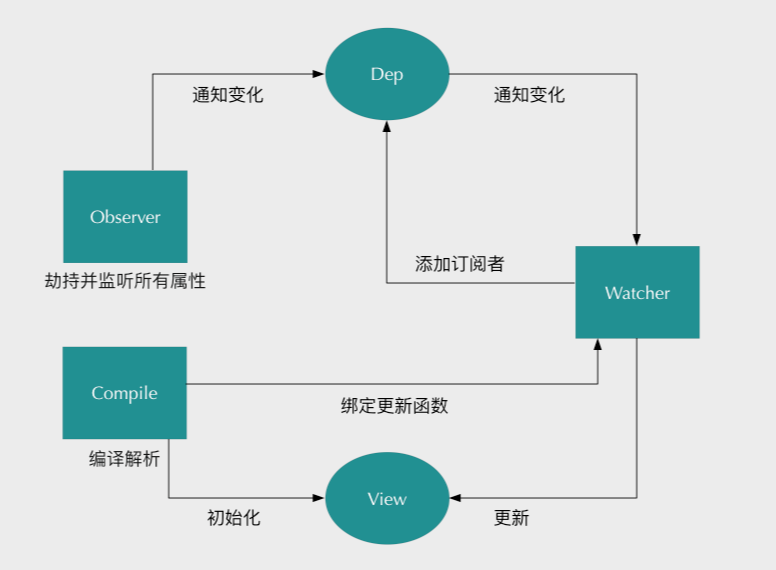 Dep
通知变化
通知变化
Observer
劫持并监听所有属性
添加订阅者
Watcher
Compile
绑定更新函数
编译解析
View
初始化
更新